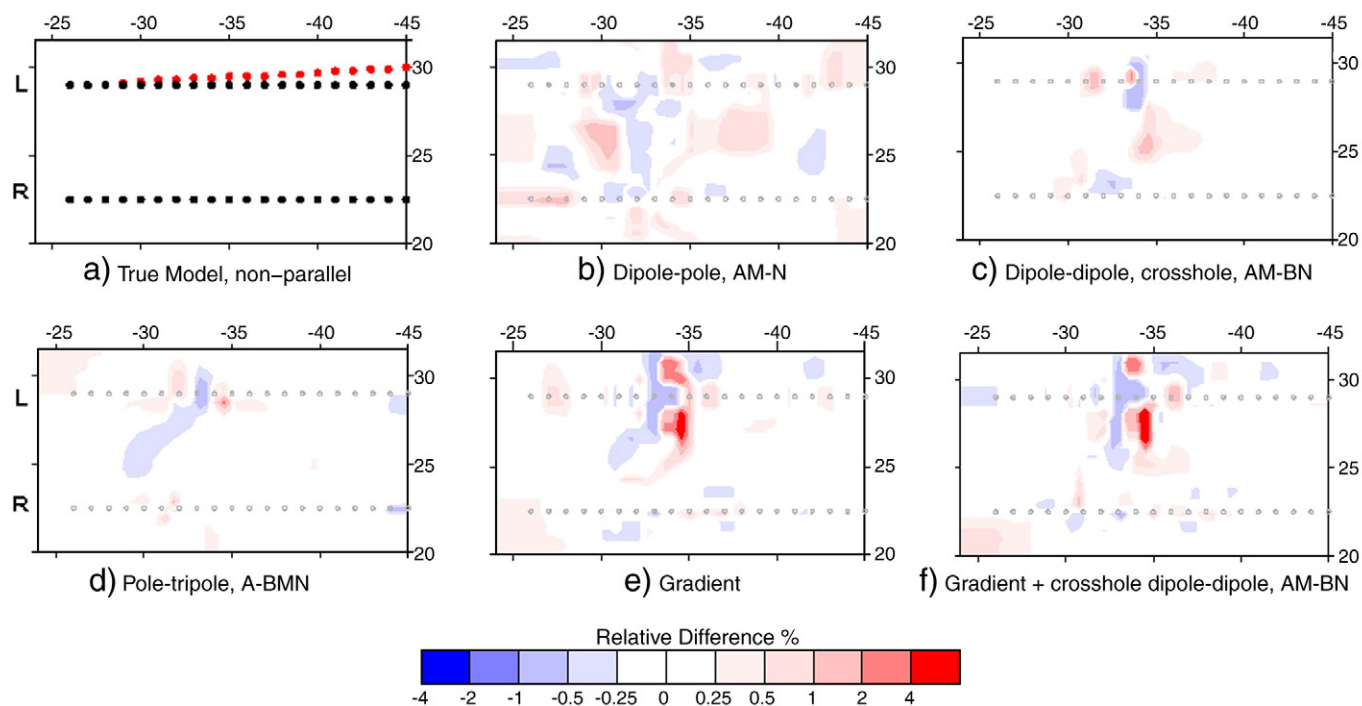 -25 -30 -35 -40 -45
-25 -30 -35 -40 -45
-25 -30 -35 -40 -45
L
R
30
25
20
30
25
20
30
25
20
a) True Model, non–parallel
b) Dipole-pole, AM-N
c) Dipole-dipole, crosshole, AM-BN
-25 -30 -35 -40 -45
-25 -30 -35 -40 -45
-25 -30 -35 -40 -45
L
R
30
25
20
30
25
20
30
25
20
d) Pole-tripole, A-BMN
e) Gradient
f) Gradient + crosshole dipole-dipole, AM-BN
Relative Difference %
-4 -2 -1 -0.5 -0.25 0 0.25 0.5 1 2 4